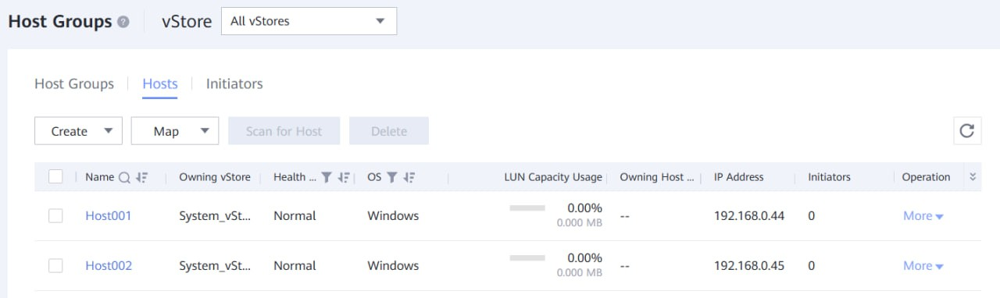 Host Groups ? vStore All vStores
Host Groups Hosts Initiators
Create Map Scan for Host Delete
Name Owning vStore Health ... OS LUN Capacity Usage Owning Host ... IP Address Initiators Operation
Host001 System_vSt... Normal Windows 0.00% -- 192.168.0.44 0 More
0.000 MB
Host002 System_vSt... Normal Windows 0.00% -- 192.168.0.45 0 More
0.000 MB